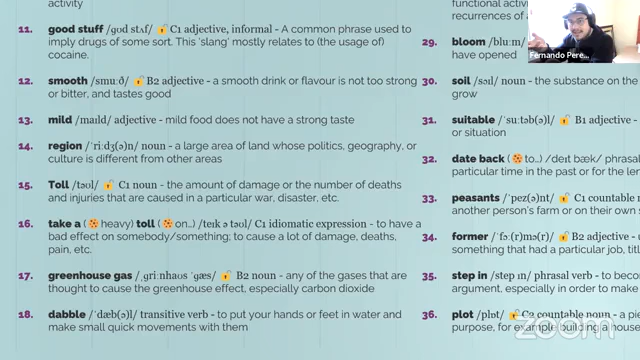 activity
11. good stuff /ɡʊd stʌf/ 🔓 C1 adjective, informal - A common phrase used to
imply drugs of some sort. This 'slang' mostly relates to (the usage of)
cocaine.
12. smooth /smuːð/ 🔓 B2 adjective - a smooth drink or flavour is not too strong
or bitter, and tastes good
13. mild /maɪld/ adjective - mild food does not have a strong taste
14. region /ˈriːdʒ(ə)n/ noun - a large area of land whose politics, geography, or
culture is different from other areas
15. Toll /təʊl/ 🔓 C1 noun - the amount of damage or the number of deaths
and injuries that are caused in a particular war, disaster, etc.
16. take a (🍪 heavy) toll (🍪 on...) /teɪk ə təʊl/ C1 idiomatic expression - to have a
bad effect on somebody/something; to cause a lot of damage, deaths,
pain, etc.
17. greenhouse gas /ˌɡriːnhaʊs ˈɡæs/ 🔓 B2 noun - any of the gases that are
thought to cause the greenhouse effect, especially carbon dioxide
18. dabble /ˈdæb(ə)l/ transitive verb - to put your hands or feet in water and
make small quick movements with them
functional activi
recurrences of a
29. bloom /bluːm/
have opened
30. soil /sɔɪl/ noun - the substance on the
grow
31. suitable /ˈsuːtəb(ə)l/ 🔓 B1 adjective -
or situation
32. date back (🍪 to...) /deɪt bæk/ phrasal
particular time in the past or for the len
33. peasants /ˈpez(ə)nt/ 🔓 C1 countable n
another person's farm or on their own s
34. former /ˈfɔː(r)mə(r)/ 🔓 B2 adjective - u
something that had a particular job, titl
35. step in /step ɪn/ phrasal verb - to becom
argument, especially in order to make
36. plot /plɒt/ 🔓 C2 countable noun - a pie
purpose, for example building a house
Fernando Pere...
zoom